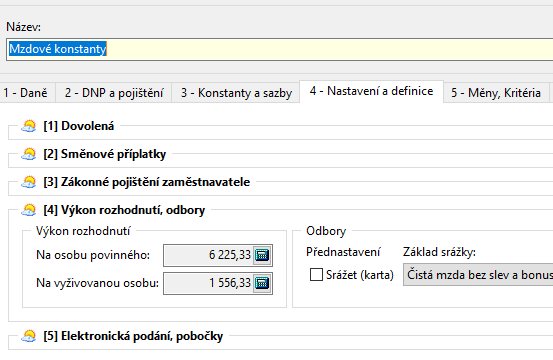 Název:
Mzdové konstanty
1 - Daně 2 - DNP a pojištění 3 - Konstanty a sazby 4 - Nastavení a definice 5 - Měny, Kritéria
[1] Dovolená
[2] Směnové příplatky
[3] Zákonné pojištění zaměstnavatele
[4] Výkon rozhodnutí, odbory
Výkon rozhodnutí
Na osobu povinného: 6 225,33
Na vyživovanou osobu: 1 556,33
Odbory
Přednastavení Základ srážky:
Srážet (karta) Čistá mzda bez slev a bonus
[5] Elektronická podání, pobočky